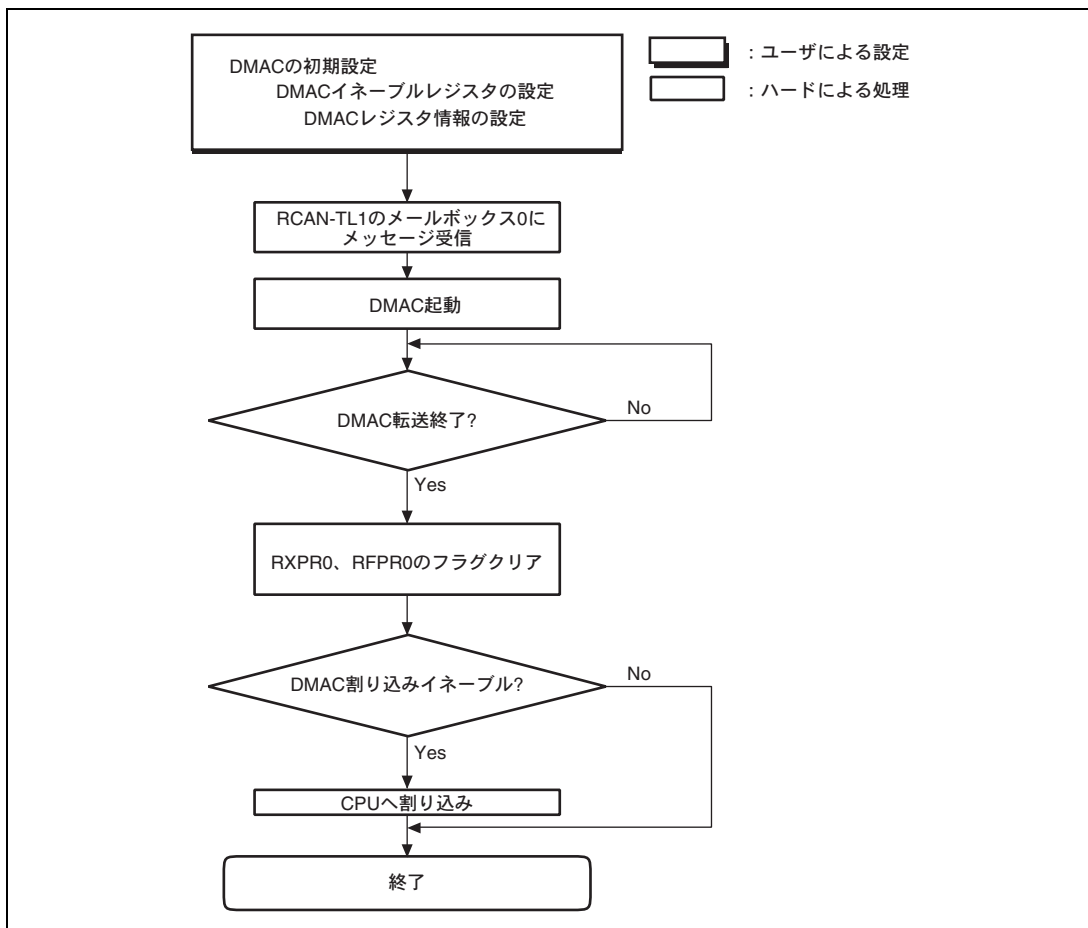 DMACの初期設定
DMACイネーブルレジスタの設定
DMACレジスタ情報の設定
：ユーザによる設定
：ハードによる処理
RCAN-TL1のメールボックス0に
メッセージ受信
DMAC起動
DMAC転送終了?
No
Yes
RXPR0、RFPR0のフラグクリア
DMAC割り込みイネーブル?
No
Yes
CPUへ割り込み
終了